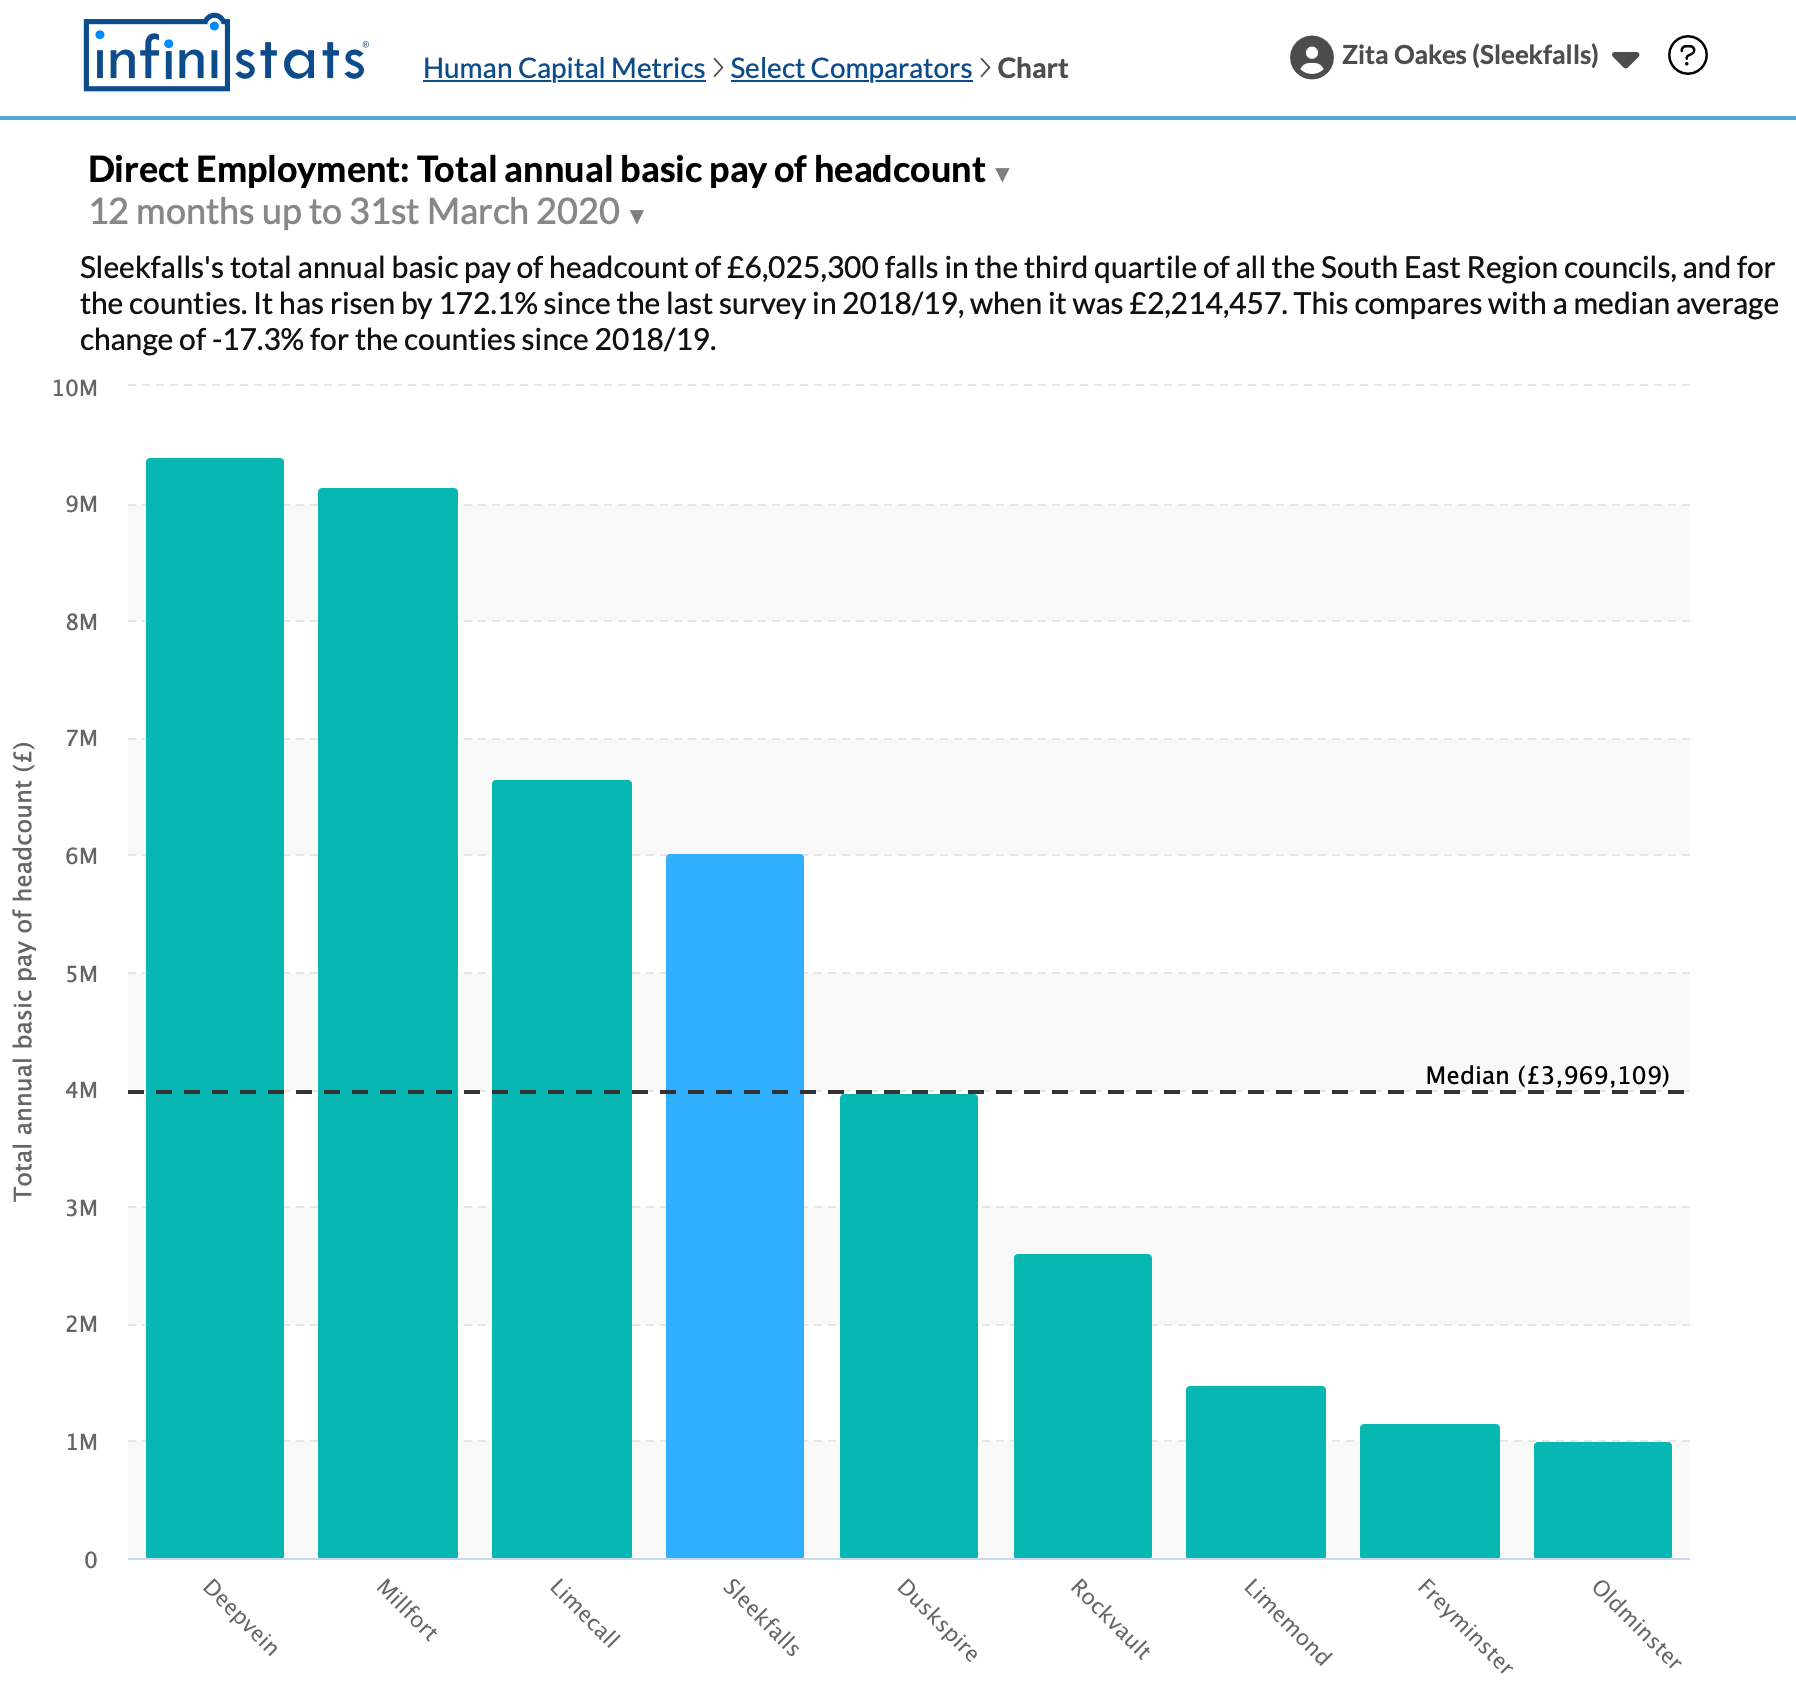 infinistats®
Human Capital Metrics > Select Comparators > Chart
Zita Oakes (Sleekfalls) ▼ ?
Direct Employment: Total annual basic pay of headcount ▼
12 months up to 31st March 2020 ▼
Sleekfalls's total annual basic pay of headcount of £6,025,300 falls in the third quartile of all the South East Region councils, and for
the counties. It has risen by 172.1% since the last survey in 2018/19, when it was £2,214,457. This compares with a median average
change of -17.3% for the counties since 2018/19.
Total annual basic pay of headcount (£)
10M
9M
8M
7M
6M
5M
4M
3M
2M
1M
0
Median (£3,969,109)
Deepvein
Millfort
Limecall
Sleekfalls
Duskspire
Rockvault
Limemond
Freyminster
Oldminster